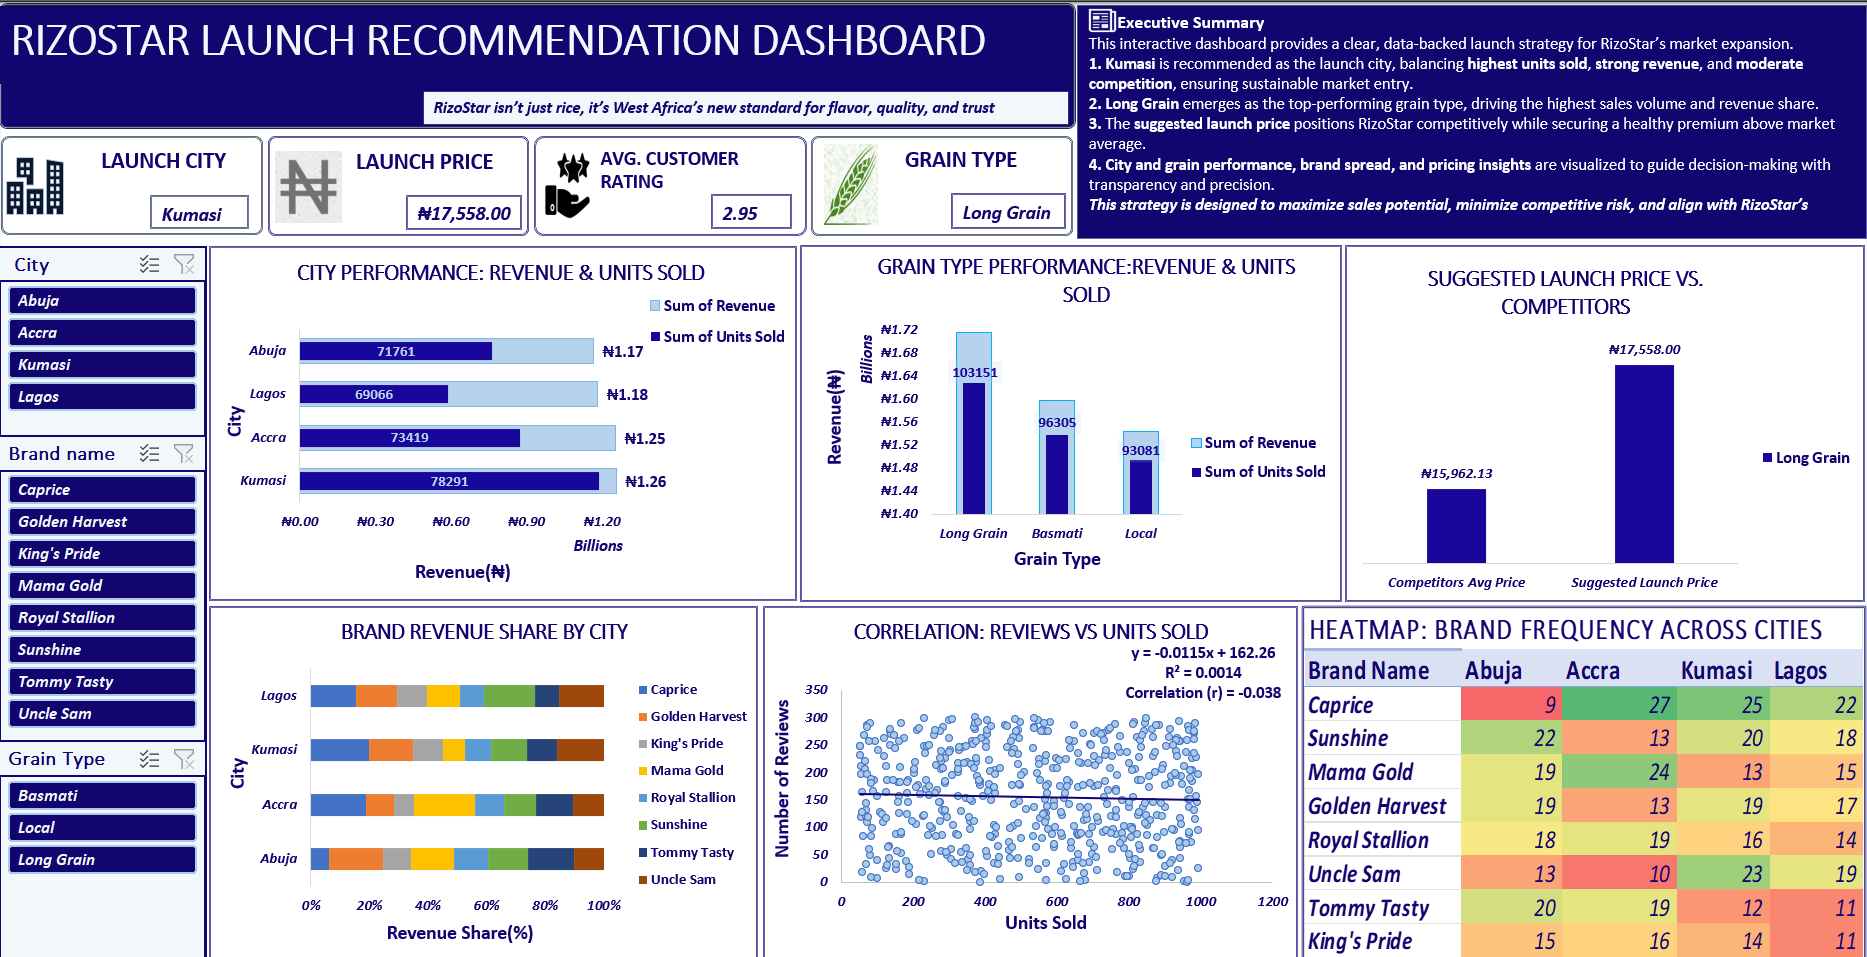 RIZOSTAR LAUNCH RECOMMENDATION DASHBOARD
RizoStar isn't just rice, it's West Africa's new standard for flavor, quality, and trust
Executive Summary
This interactive dashboard provides a clear, data-backed launch strategy for RizoStar's market expansion.
1. Kumasi is recommended as the launch city, balancing highest units sold, strong revenue, and moderate
competition, ensuring sustainable market entry.
2. Long Grain emerges as the top-performing grain type, driving the highest sales volume and revenue share.
3. The suggested launch price positions RizoStar competitively while securing a healthy premium above market
average.
4. City and grain performance, brand spread, and pricing insights are visualized to guide decision-making with
transparency and precision.
This strategy is designed to maximize sales potential, minimize competitive risk, and align with RizoStar's
LAUNCH CITY
Kumasi
LAUNCH PRICE
₦17,558.00
AVG. CUSTOMER
RATING
2.95
GRAIN TYPE
Long Grain
City
Abuja
Accra
Kumasi
Lagos
Brand name
Caprice
Golden Harvest
King's Pride
Mama Gold
Royal Stallion
Sunshine
Tommy Tasty
Uncle Sam
Grain Type
Basmati
Local
Long Grain
CITY PERFORMANCE: REVENUE & UNITS SOLD
Sum of Revenue
Sum of Units Sold
City
Abuja 71761 ₦1.17
Lagos 69066 ₦1.18
Accra 73419 ₦1.25
Kumasi 78291 ₦1.26
₦0.00 ₦0.30 ₦0.60 ₦0.90 ₦1.20
Billions
Revenue(₦)
GRAIN TYPE PERFORMANCE:REVENUE & UNITS
SOLD
Revenue(₦)
Billions
₦1.72
₦1.68
₦1.64
₦1.60
₦1.56
₦1.52
₦1.48
₦1.44
₦1.40
103151
96305
93081
Long Grain Basmati Local
Grain Type
Sum of Revenue
Sum of Units Sold
SUGGESTED LAUNCH PRICE VS.
COMPETITORS
₦17,558.00
₦15,962.13
Long Grain
Competitors Avg Price Suggested Launch Price
BRAND REVENUE SHARE BY CITY
City
Lagos
Kumasi
Accra
Abuja
0% 20% 40% 60% 80% 100%
Revenue Share(%)
Caprice
Golden Harvest
King's Pride
Mama Gold
Royal Stallion
Sunshine
Tommy Tasty
Uncle Sam
CORRELATION: REVIEWS VS UNITS SOLD
y = -0.0115x + 162.26
R² = 0.0014
Correlation (r) = -0.038
Number of Reviews
350
300
250
200
150
100
50
0
0 200 400 600 800 1000 1200
Units Sold
HEATMAP: BRAND FREQUENCY ACROSS CITIES
Brand Name Abuja Accra Kumasi Lagos
Caprice 9 27 25 22
Sunshine 22 13 20 18
Mama Gold 19 24 13 15
Golden Harvest 19 13 19 17
Royal Stallion 18 19 16 14
Uncle Sam 13 10 23 19
Tommy Tasty 20 19 12 11
King's Pride 15 16 14 11